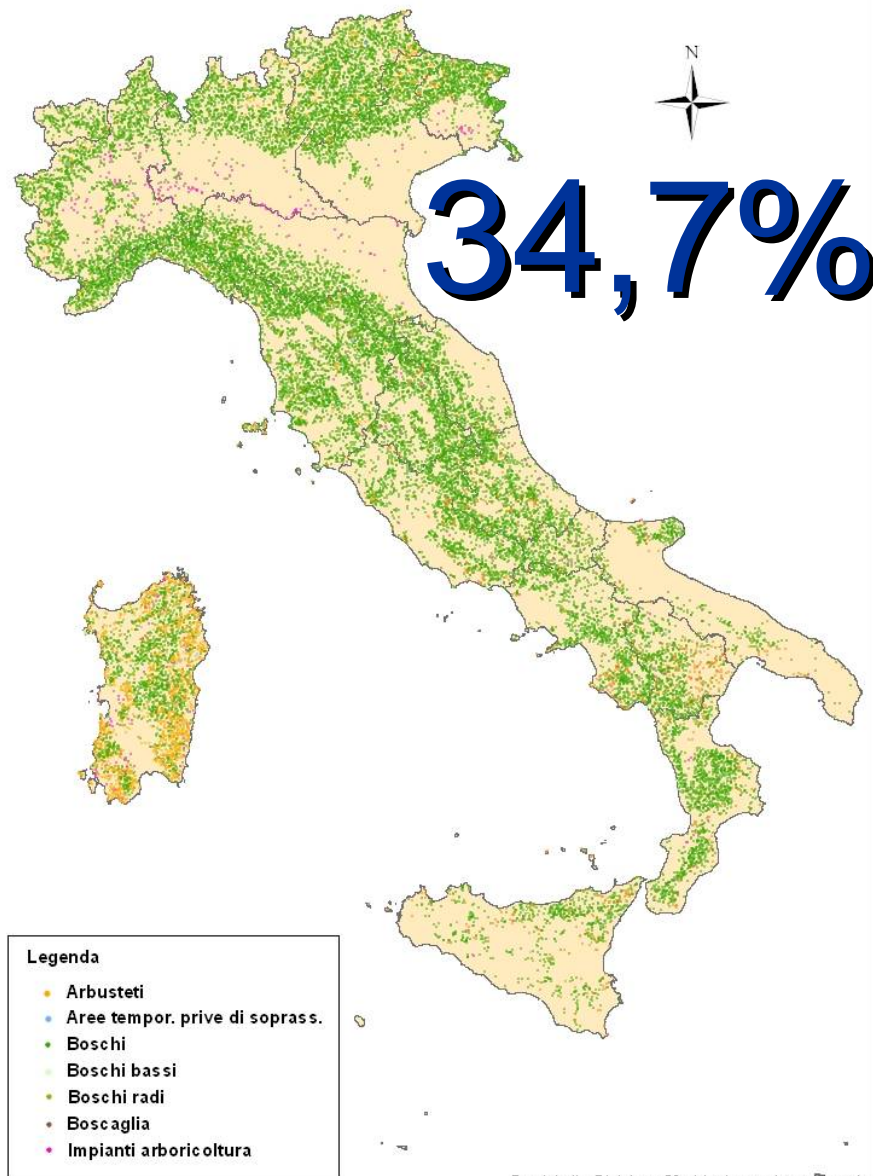 N
34,7%
Legenda
Arbusteti
Aree tempor. prive di soprass.
Boschi
Boschi bassi
Boschi radi
Boscaglia
Impianti arboricoltura